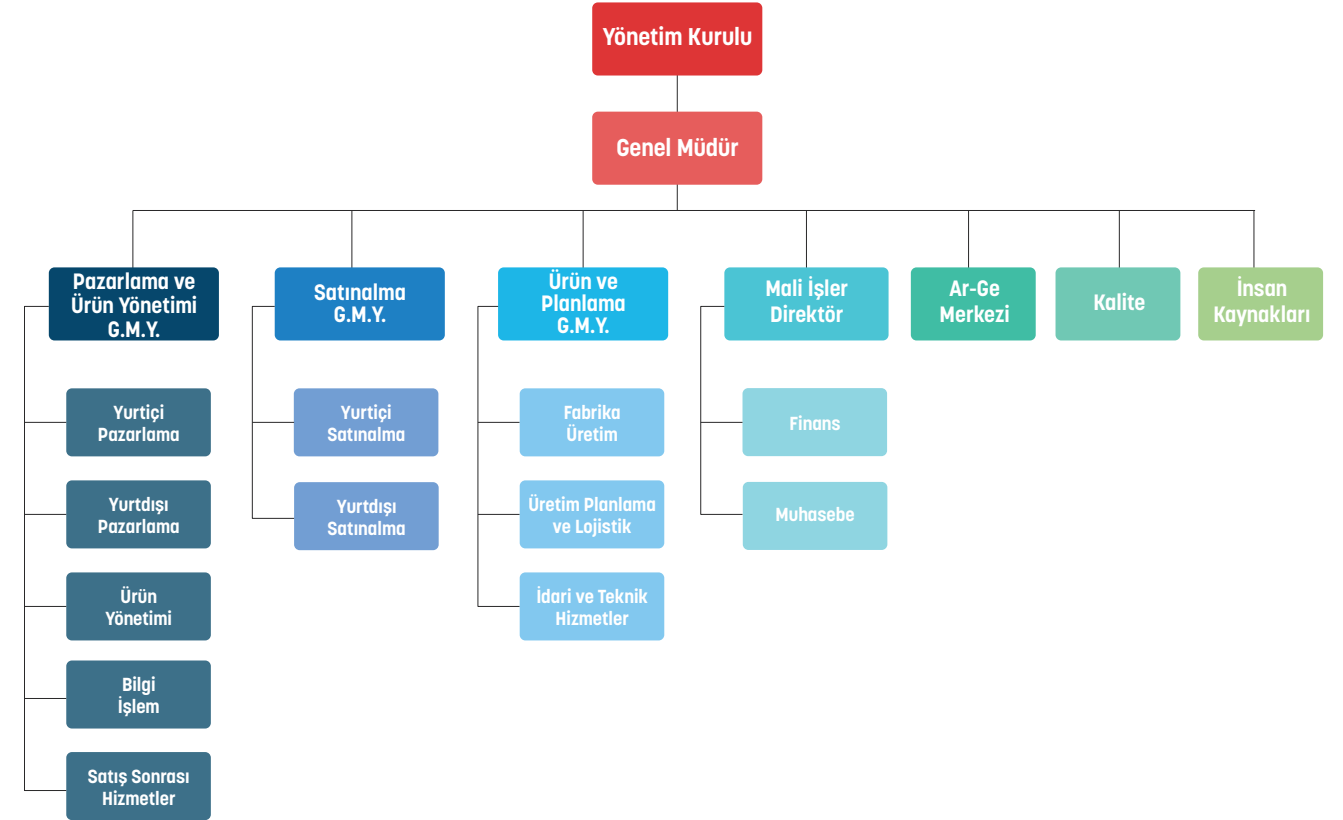 Yönetim Kurulu
Genel Müdür
Pazarlama ve
Ürün Yönetimi
G.M.Y.
Satınalma
G.M.Y.
Ürün ve
Planlama
G.M.Y.
Mali İşler
Direktör
Ar-Ge
Merkezi
Kalite
İnsan
Kaynakları
Yurtiçi
Pazarlama
Yurtdışı
Pazarlama
Ürün
Yönetimi
Bilgi
İşlem
Satış Sonrası
Hizmetler
Yurtiçi
Satınalma
Yurtdışı
Satınalma
Fabrika
Üretim
Üretim Planlama
ve Lojistik
İdari ve Teknik
Hizmetler
Finans
Muhasebe